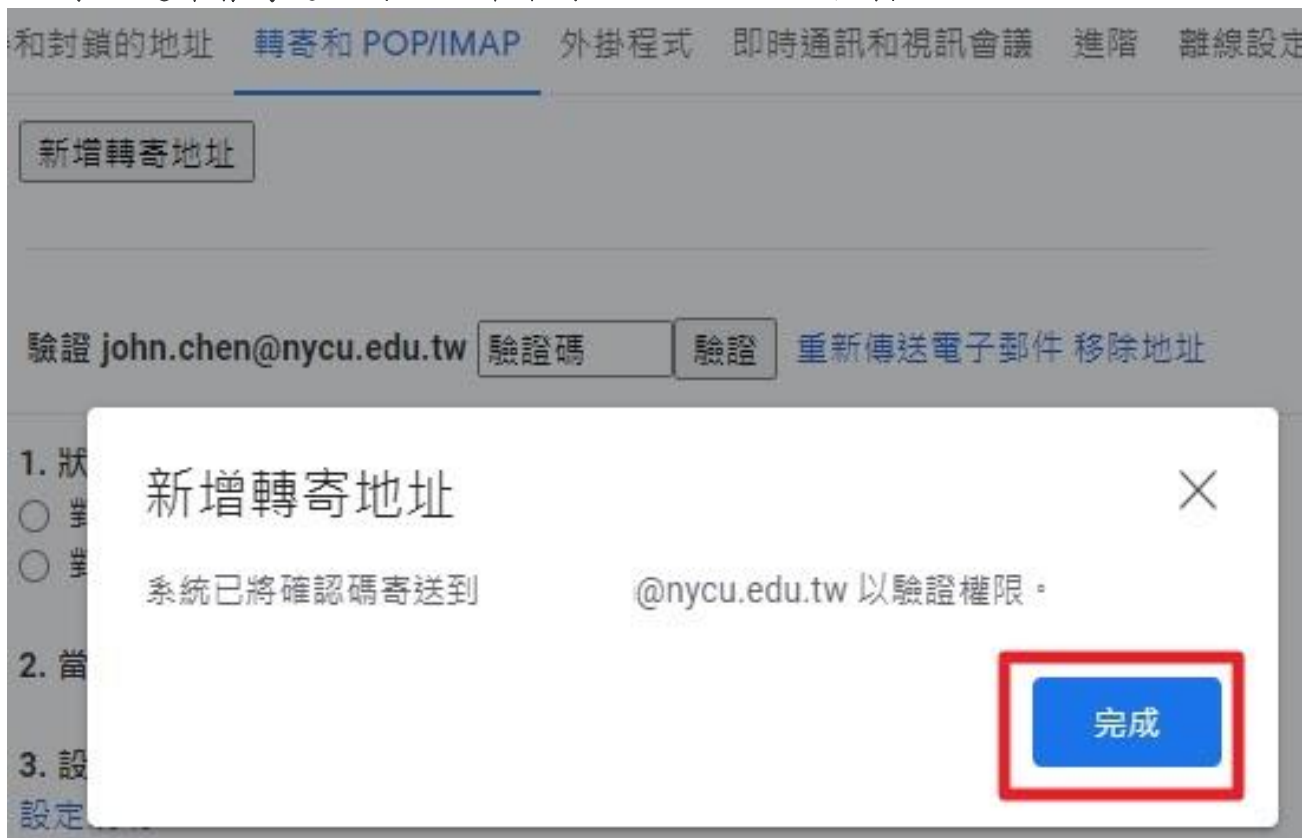 和封鎖的地址 轉寄和 POP/IMAP 外掛程式 即時通訊和視訊會議 進階 離線設定
新增轉寄地址
驗證 john.chen@nycu.edu.tw 驗證碼 驗證 重新傳送電子郵件 移除地址
1. 狀
新增轉寄地址
系統已將確認碼寄送到 @nycu.edu.tw 以驗證權限。
2. 當
完成
3. 設
設定